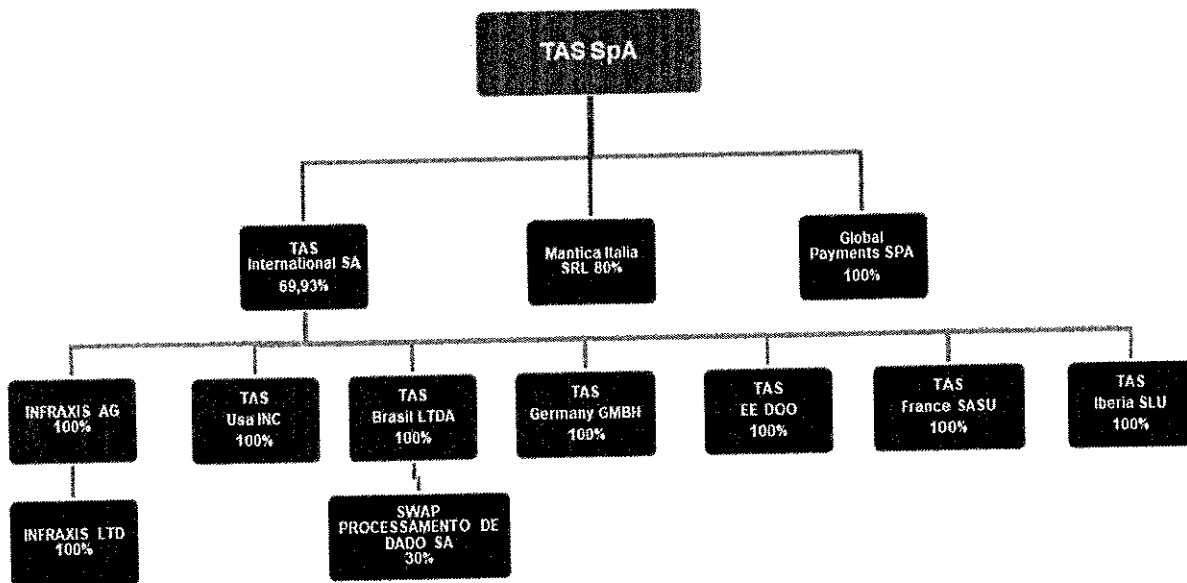 TAS SpA
TAS
International SA
69,93%
Mantica Italia
SRL 80%
Global
Payments SPA
100%
INFRAXIS AG
100%
TAS
Usa INC
100%
TAS
Brasil LTDA
100%
TAS
Germany GMBH
100%
TAS
EE DOO
100%
TAS
France SASU
100%
TAS
Iberia SLU
100%
INFRAXIS LTD
100%
SWAP
PROCESSAMENTO DE
DADO SA
30%